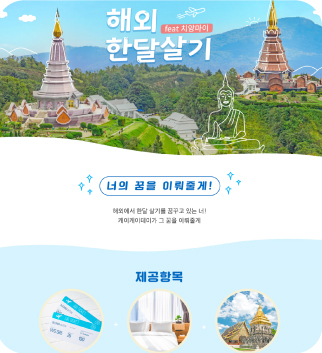 해외
feat 치앙마이
한달살기
너의 꿈을 이뤄줄게!
해외에서 한달 살기를 꿈꾸고 있는 너!
케이케이데이가 그 꿈을 이뤄줄게
제공항목